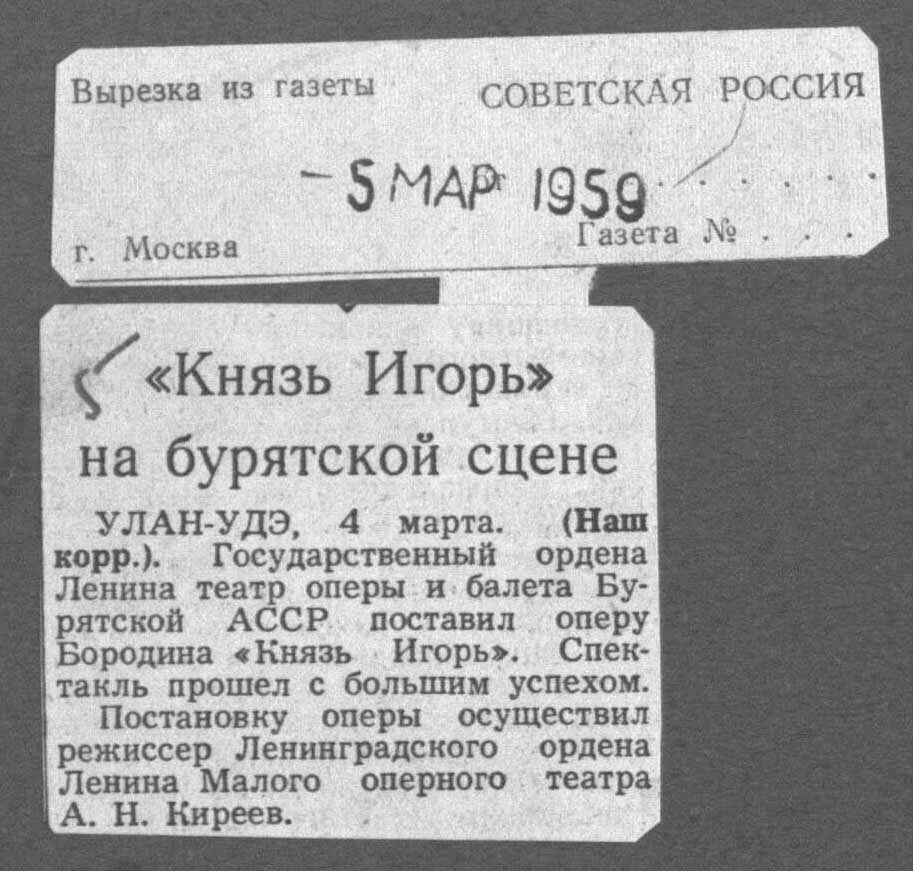 Вырезка из газеты
СОВЕТСКАЯ РОССИЯ
- 5 МАР 1959 . . . . .
г. Москва
Газета № . . .
«Князь Игорь»
на бурятской сцене
УЛАН-УДЭ, 4 марта. (Наш
корр.). Государственный ордена
Ленина театр оперы и балета Бу-
рятской АССР поставил оперу
Бородина «Князь Игорь». Спек-
такль прошел с большим успехом.
Постановку оперы осуществил
режиссер Ленинградского ордена
Ленина Малого оперного театра
А. Н. Киреев.